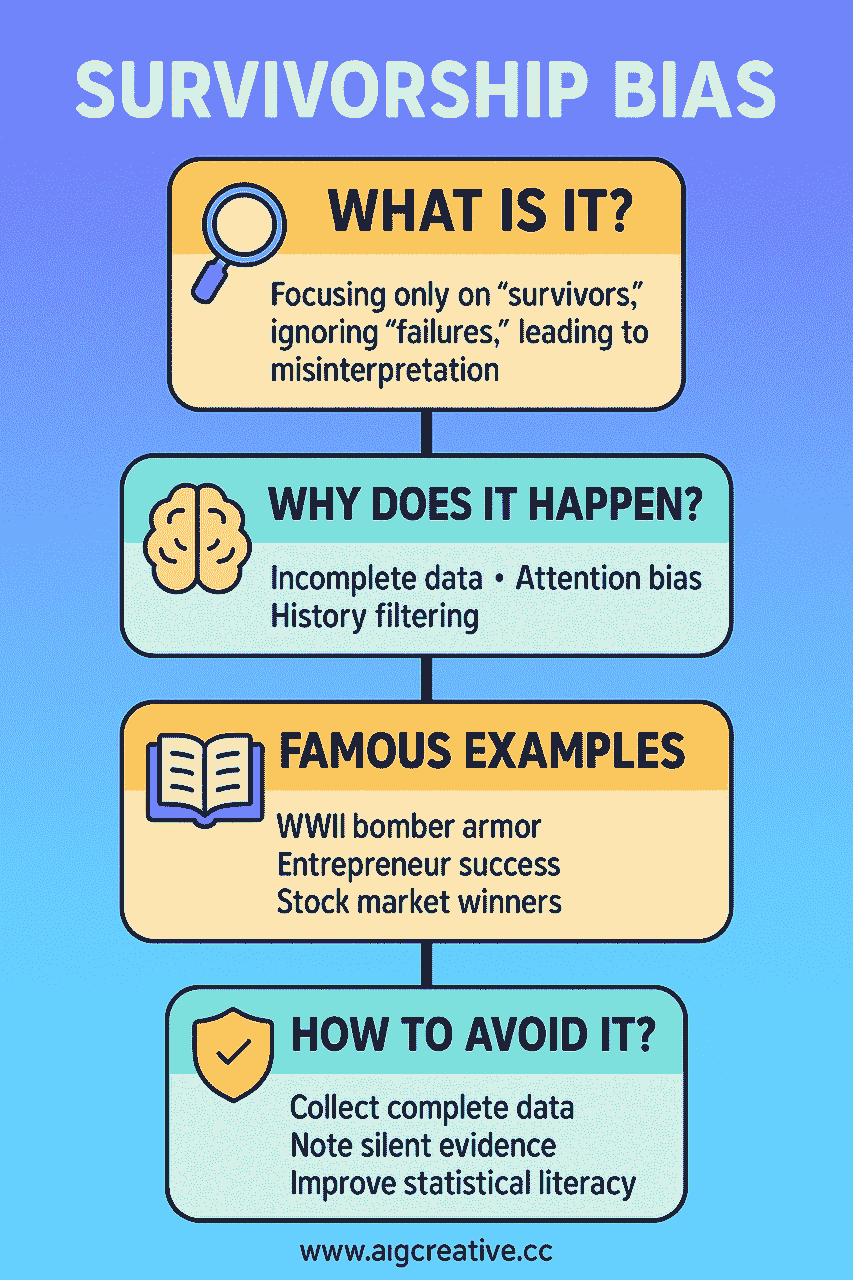 SURVIVORSHIP BIAS
WHAT IS IT?
Focusing only on “survivors,”
ignoring “failures,” leading to
misinterpretation
WHY DOES IT HAPPEN?
Incomplete data • Attention bias
History filtering
FAMOUS EXAMPLES
WWII bomber armor
Entrepreneur success
Stock market winners
HOW TO AVOID IT?
Collect complete data
Note silent evidence
Improve statistical literacy
www.aigcreative.cc